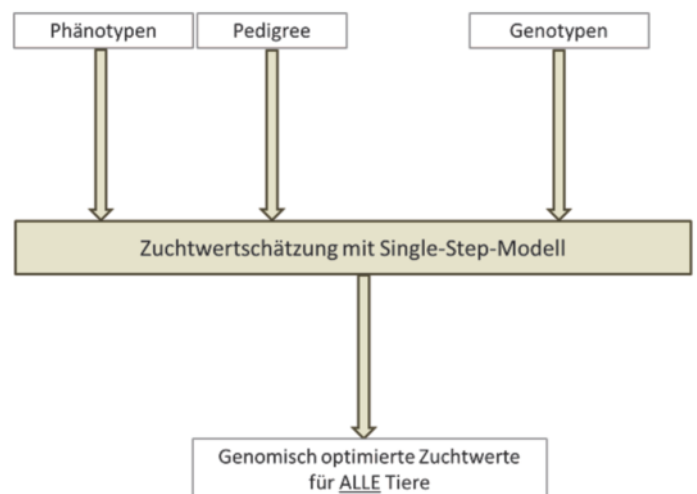 Phänotypen
Pedigree
Genotypen
Zuchtwertschätzung mit Single-Step-Modell
Genomisch optimierte Zuchtwerte
für ALLE Tiere